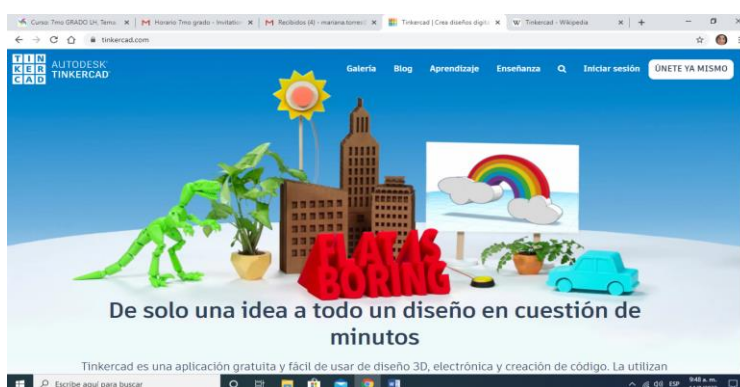 Curso: 7mo GRADO LH, Tema:
Horario 7mo grado - Invitation
Recibidos (4) - mariana.torres
Tinkercad | Crea diseños digita
Tinkercad - Wikipedia
tinkercad.com
TIN
KER
CAD
AUTODESK
TINKERCAD
Galería
Blog
Aprendizaje
Enseñanza
Iniciar sesión
ÚNETE YA MISMO
FLAT IS
BORING
De solo una idea a todo un diseño en cuestión de
minutos
Tinkercad es una aplicación gratuita y fácil de usar de diseño 3D, electrónica y creación de código. La utilizan
Escribe aquí para buscar
ESP
9:48 a. m.